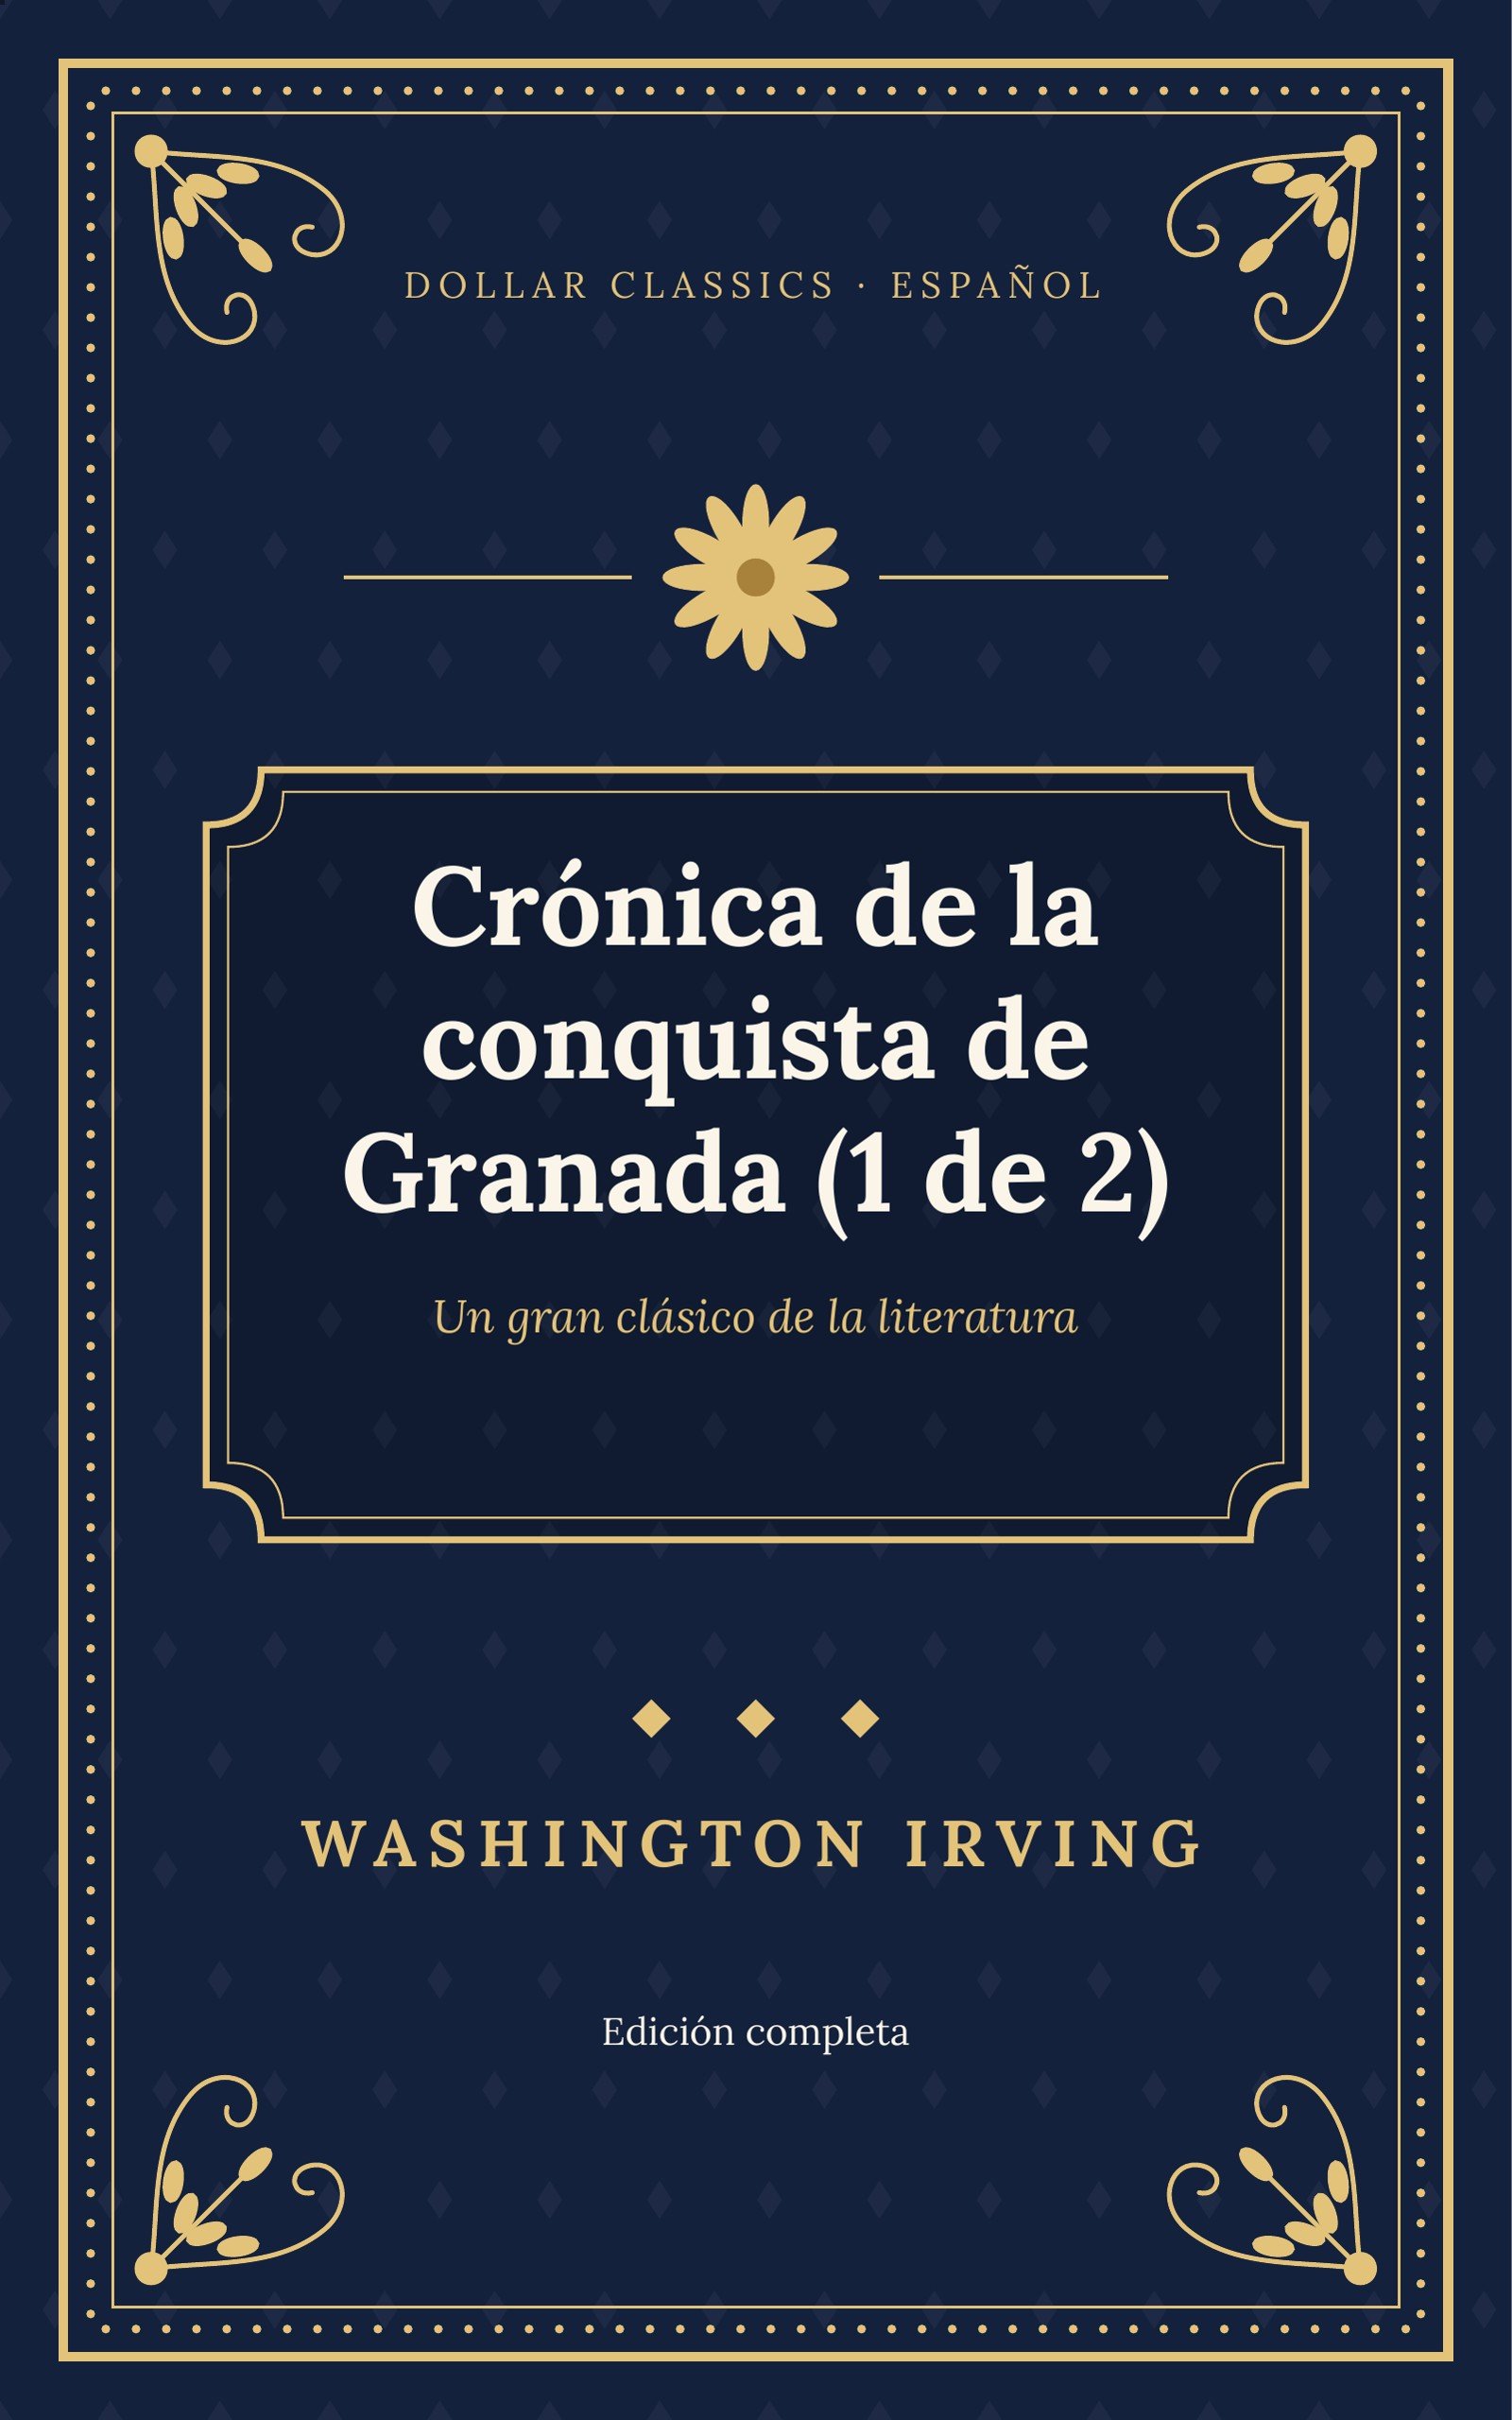 DOLLAR CLASSICS · ESPAÑOL
Crónica de la
conquista de
Granada (1 de 2)
Un gran clásico de la literatura
WASHINGTON IRVING
Edición completa